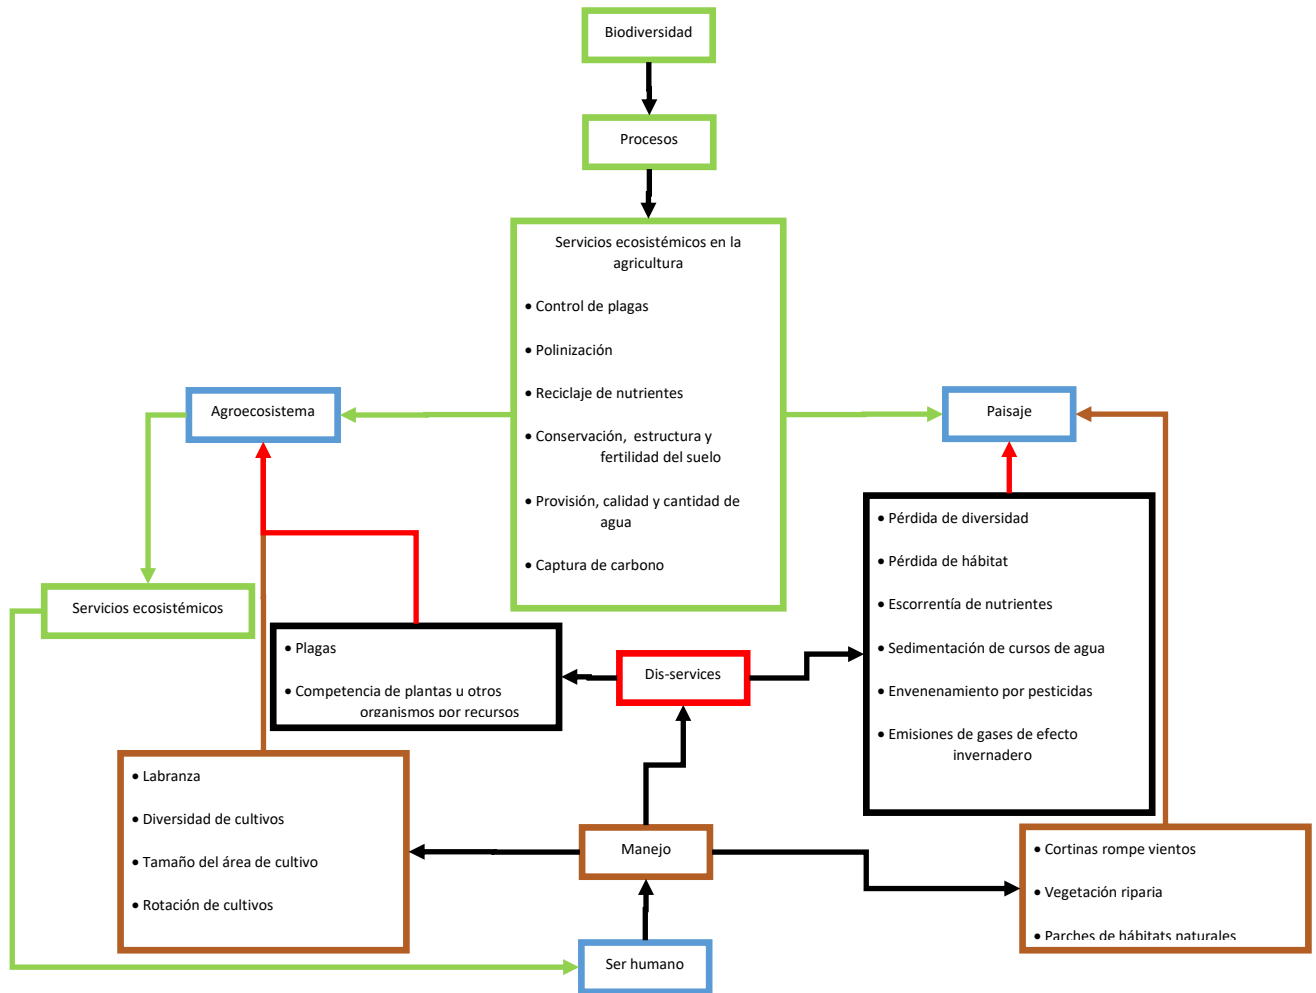 Biodiversidad
Procesos
Servicios ecosistémicos en la
agricultura
• Control de plagas
• Polinización
• Reciclaje de nutrientes
• Conservación, estructura y
fertilidad del suelo
• Provisión, calidad y cantidad de
agua
• Captura de carbono
Agroecosistema
Paisaje
Servicios ecosistémicos
• Plagas
• Competencia de plantas u otros
organismos por recursos
Dis-services
• Pérdida de diversidad
• Pérdida de hábitat
• Escorrentía de nutrientes
• Sedimentación de cursos de agua
• Envenenamiento por pesticidas
• Emisiones de gases de efecto
invernadero
• Labranza
• Diversidad de cultivos
• Tamaño del área de cultivo
• Rotación de cultivos
Manejo
• Cortinas rompe vientos
• Vegetación riparia
• Parches de hábitats naturales
Ser humano